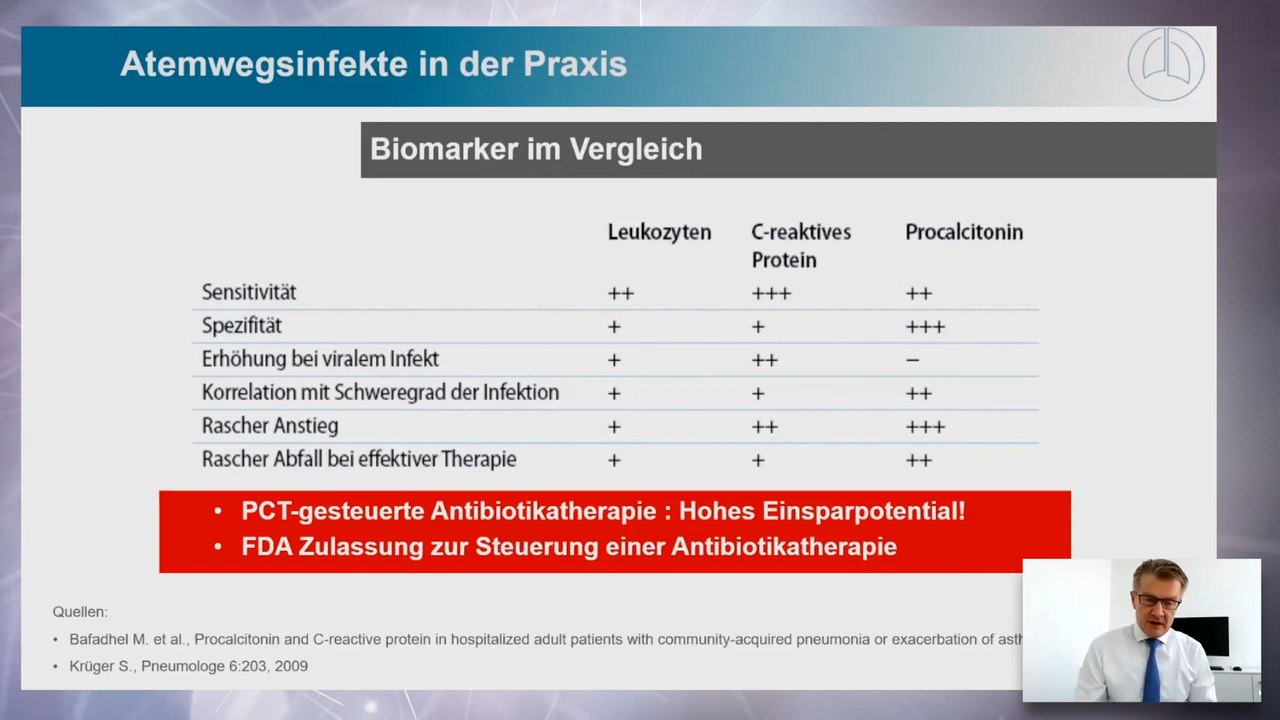 Atemwegsinfekte in der Praxis
Biomarker im Vergleich
Leukozyten C-reaktives Protein Procalcitonin
Sensitivität ++ +++ ++
Spezifität + + +++
Erhöhung bei viralem Infekt + ++ –
Korrelation mit Schweregrad der Infektion + + ++
Rascher Anstieg + ++ +++
Rascher Abfall bei effektiver Therapie + + ++
• PCT-gesteuerte Antibiotikatherapie : Hohes Einsparpotential!
• FDA Zulassung zur Steuerung einer Antibiotikatherapie
Quellen:
• Bafadhel M. et al., Procalcitonin and C-reactive protein in hospitalized adult patients with community-acquired pneumonia or exacerbation of
• Krüger S., Pneumologe 6:203, 2009